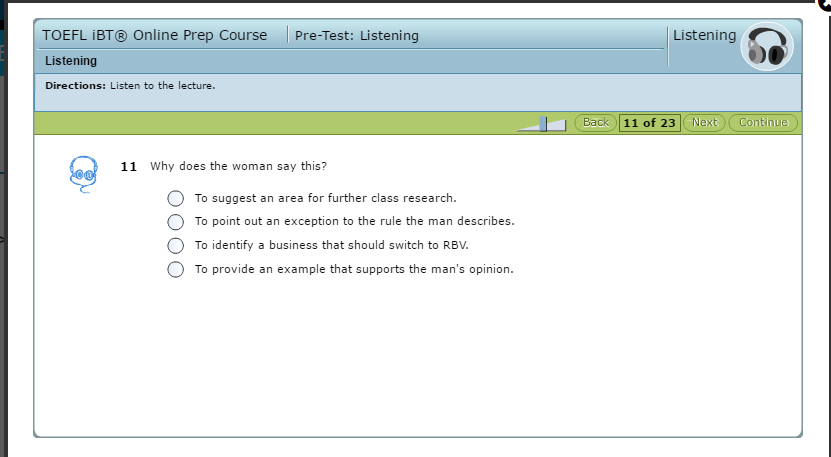 TOEFL iBT® Online Prep Course Pre-Test: Listening Listening
Listening
Directions: Listen to the lecture.
Back 11 of 23 Next Continue
11 Why does the woman say this?
To suggest an area for further class research.
To point out an exception to the rule the man describes.
To identify a business that should switch to RBV.
To provide an example that supports the man's opinion.